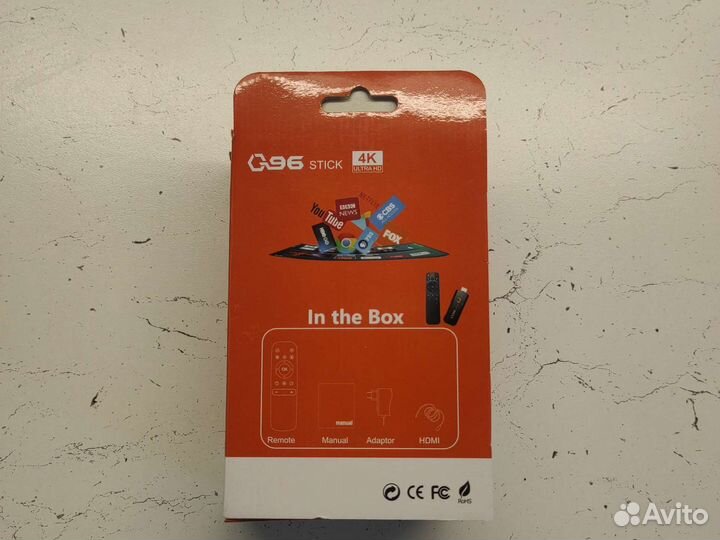 Q96 STICK 4K
ULTRA HD
NETFLIX
BBC
NEWS
CBS
YouTube
FOX
In the Box
OK
manual
Remote Manual Adaptor HDMI
CE FC
RoHS
Avito